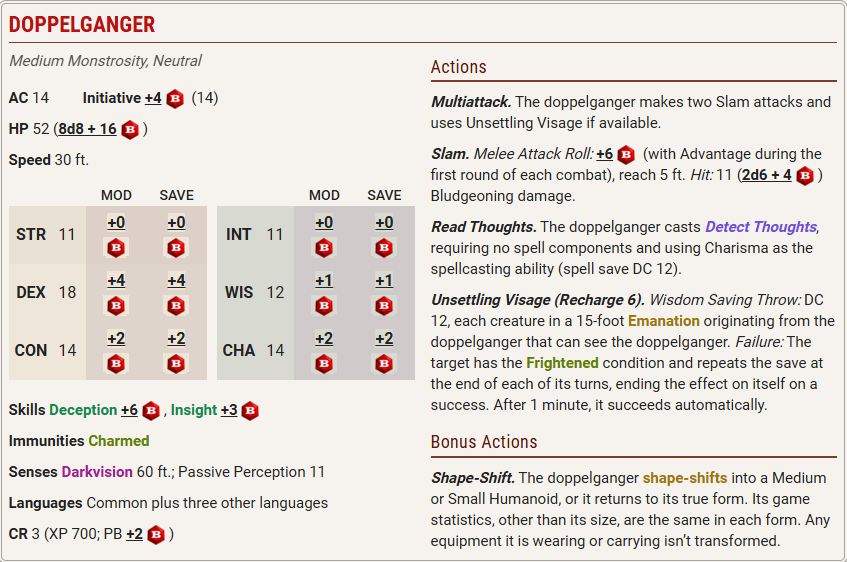 DOPPELGANGER
Medium Monstrosity, Neutral
AC 14 Initiative +4 B (14)
HP 52 (8d8 + 16 B )
Speed 30 ft.
MOD SAVE MOD SAVE
STR 11 +0 B +0 B INT 11 +0 B +0 B
DEX 18 +4 B +4 B WIS 12 +1 B +1 B
CON 14 +2 B +2 B CHA 14 +2 B +2 B
Skills Deception +6 B , Insight +3 B
Immunities Charmed
Senses Darkvision 60 ft.; Passive Perception 11
Languages Common plus three other languages
CR 3 (XP 700; PB +2 B )
Actions
Multiattack. The doppelganger makes two Slam attacks and
uses Unsettling Visage if available.
Slam. Melee Attack Roll: +6 B (with Advantage during the
first round of each combat), reach 5 ft. Hit: 11 (2d6 + 4 B )
Bludgeoning damage.
Read Thoughts. The doppelganger casts Detect Thoughts,
requiring no spell components and using Charisma as the
spellcasting ability (spell save DC 12).
Unsettling Visage (Recharge 6). Wisdom Saving Throw: DC
12, each creature in a 15-foot Emanation originating from the
doppelganger that can see the doppelganger. Failure: The
target has the Frightened condition and repeats the save at
the end of each of its turns, ending the effect on itself on a
success. After 1 minute, it succeeds automatically.
Bonus Actions
Shape-Shift. The doppelganger shape-shifts into a Medium
or Small Humanoid, or it returns to its true form. Its game
statistics, other than its size, are the same in each form. Any
equipment it is wearing or carrying isn't transformed.